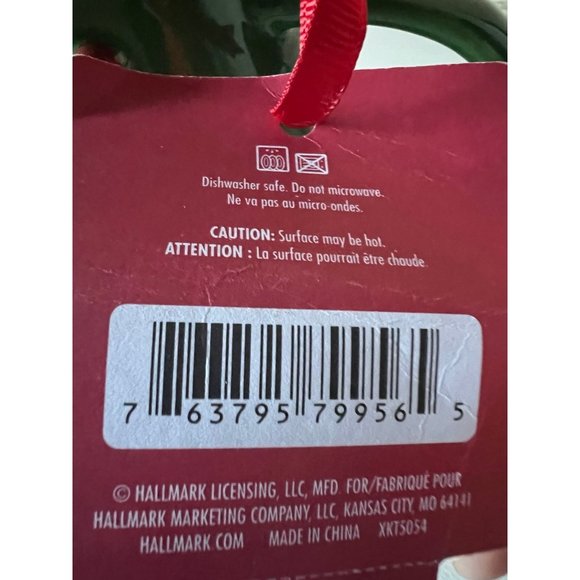 Dishwasher safe. Do not microwave.
Ne va pas au micro-ondes.
CAUTION: Surface may be hot.
ATTENTION : La surface pourrait être chaude.
7 63795 79956 5
© HALLMARK LICENSING, LLC, MFD. FOR/FABRIQUÉ POUR
HALLMARK MARKETING COMPANY, LLC, KANSAS CITY, MO 64141
HALLMARK.COM MADE IN CHINA XKT5054